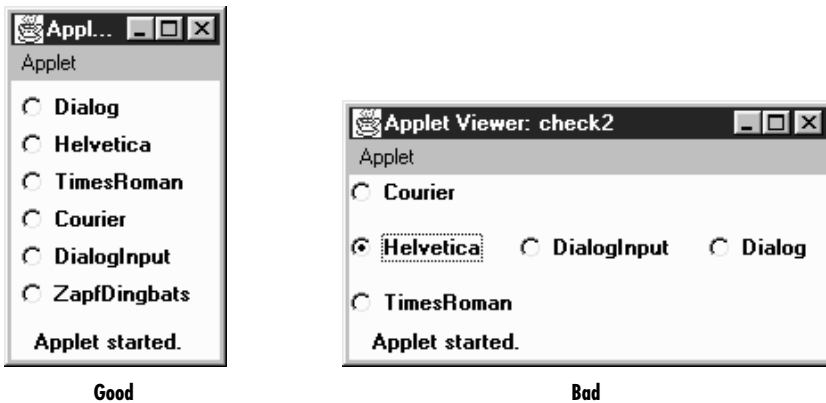 Appl...
Applet
Dialog
Helvetica
TimesRoman
Courier
DialogInput
ZapfDingbats
Applet started.
Good
Applet Viewer: check2
Applet
Courier
Helvetica DialogInput Dialog
TimesRoman
Applet started.
Bad